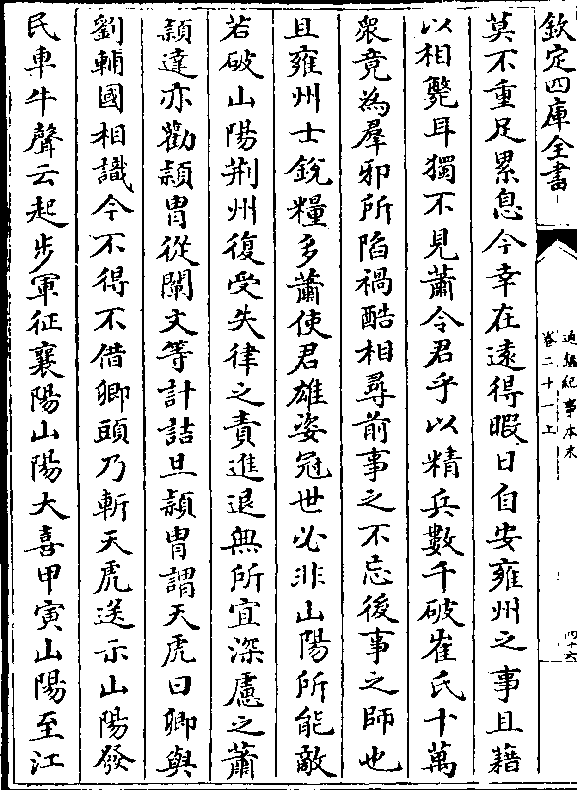 欽定四庫全書
通鑑紀事本末
卷二十一上
四十六
莫不重足累息今幸在遠得暇日自安雍州之事且藉
以相斃耳獨不見蕭令君乎以精兵數千破崔氏十萬
衆竟為羣邪所陷禍酷相尋前事之不忘後事之師也
且雍州士銳糧多蕭使君雄姿冠世必非山陽所能敵
若破山陽荆州復受失律之責進退無所宜深慮之蕭
頴達亦勸頴胄從闡文等計詰旦頴胄謂天虎曰卿與
劉輔國相識今不得不借卿頭乃斬天虎送示山陽發
民車牛聲云起步軍征襄陽山陽大喜甲寅山陽至江